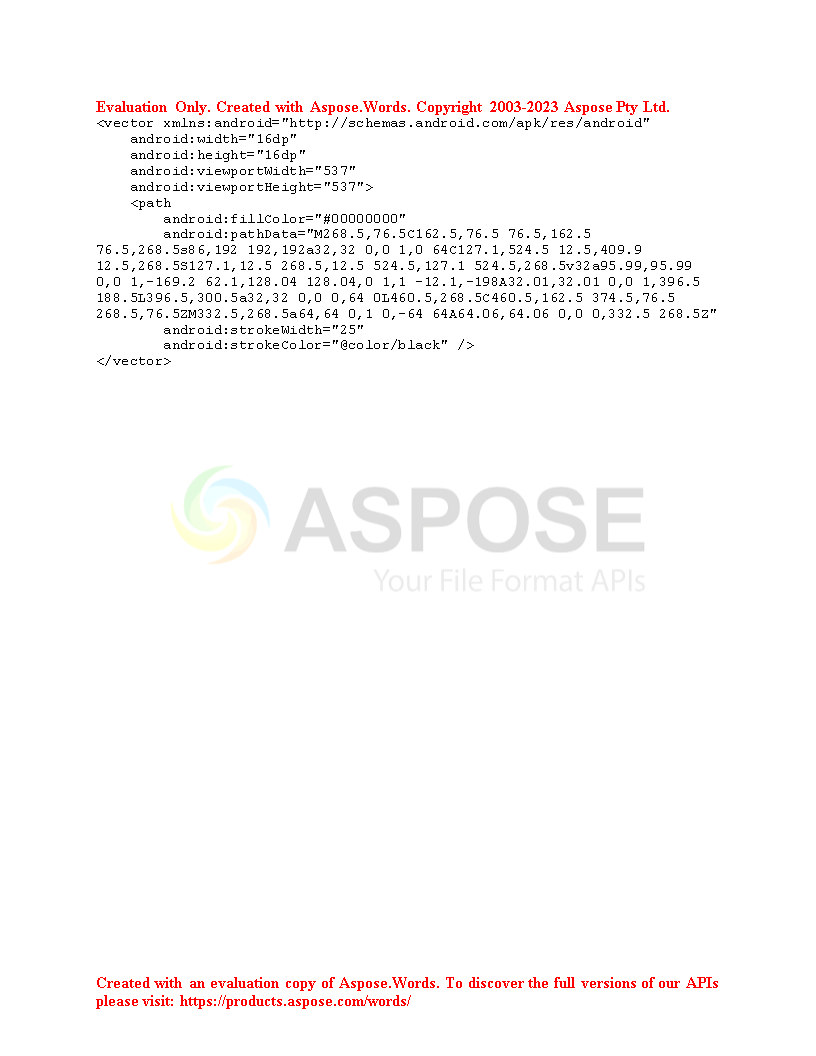 Evaluation Only. Created with Aspose.Words. Copyright 2003-2023 Aspose Pty Ltd.
<vector xmlns:android="http://schemas.android.com/apk/res/android"
    android:width="16dp"
    android:height="16dp"
    android:viewportWidth="537"
    android:viewportHeight="537">
    <path
        android:fillColor="#00000000"
        android:pathData="M268.5,76.5C162.5,76.5 76.5,162.5
76.5,268.5s86,192 192,192a32,32 0,0 1,0 64C127.1,524.5 12.5,409.9
12.5,268.5S127.1,12.5 268.5,12.5 524.5,127.1 524.5,268.5v32a95.99,95.99
0,0 1,-169.2 62.1,128.04 128.04,0 1,1 -12.1,-198A32.01,32.01 0,0 1,396.5
188.5L396.5,300.5a32,32 0,0 0,64 0L460.5,268.5C460.5,162.5 374.5,76.5
268.5,76.5ZM332.5,268.5a64,64 0,1 0,-64 64A64.06,64.06 0,0 0,332.5 268.5Z"
        android:strokeWidth="25"
        android:strokeColor="@color/black" />
</vector>
ASPOSE
Your File Format APIs
Created with an evaluation copy of Aspose.Words. To discover the full versions of our APIs
please visit: https://products.aspose.com/words/